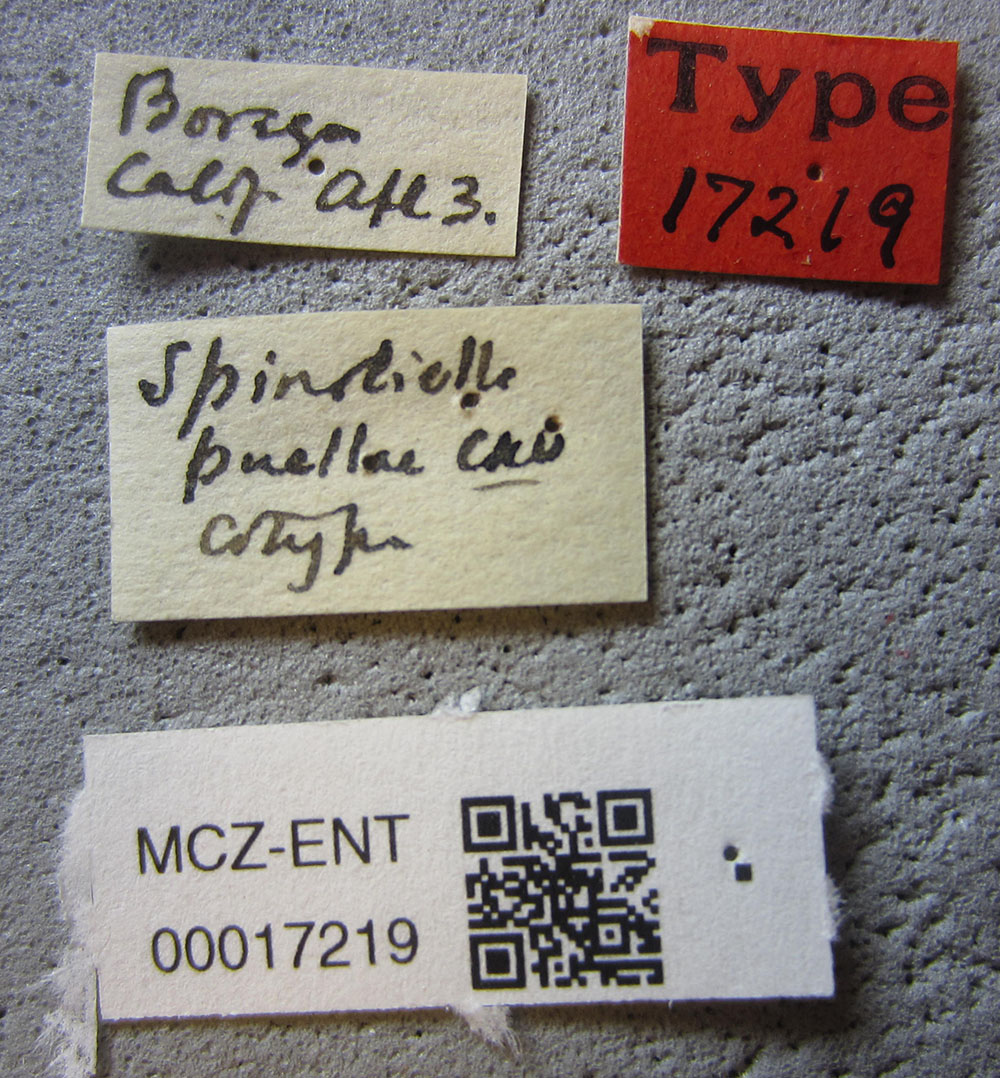 Borego
Calif. Apl 3.
Type
17219
Spinoliella
puellae Ckll
cotype
MCZ-ENT
00017219